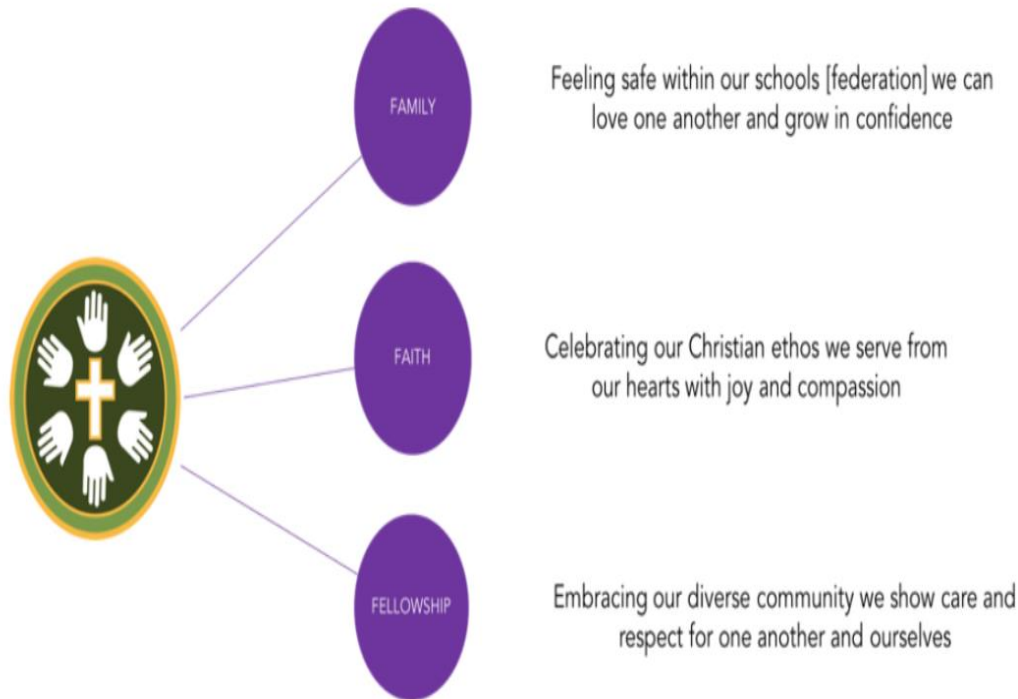 FAMILY
Feeling safe within our schools [federation] we can
love one another and grow in confidence
FAITH
Celebrating our Christian ethos we serve from
our hearts with joy and compassion
FELLOWSHIP
Embracing our diverse community we show care and
respect for one another and ourselves